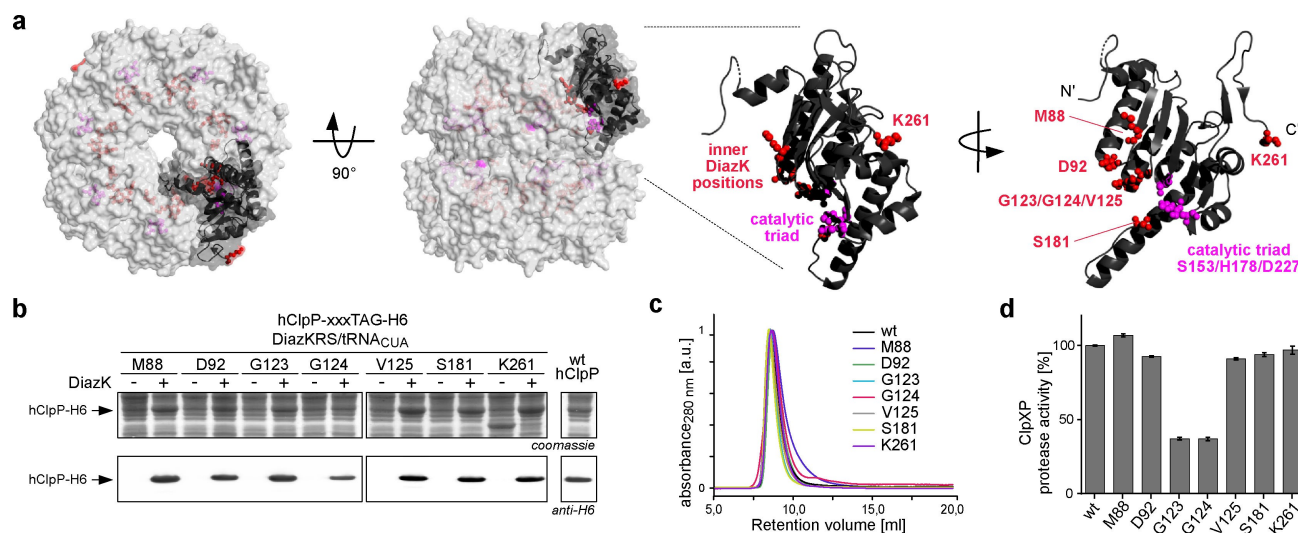 a
90°
inner
DiazK
positions
K261
catalytic
triad
N'
M88
D92
G123/G124/V125
S181
C'
K261
catalytic triad
S153/H178/D227
b
hClpP-xxxTAG-H6
DiazKRS/tRNACUA
M88 D92 G123 G124 V125 S181 K261 wt hClpP
DiazK - + - + - + - + - + - + - +
hClpP-H6
coomassie
hClpP-H6
anti-H6
c
absorbance280 nm [a.u.]
1
0
5,0 10,0 15,0 20,0
Retention volume [ml]
wt
M88
D92
G123
G124
V125
S181
K261
d
ClpXP
protease activity [%]
100
50
0
wt M88 D92 G123 G124 V125 S181 K261